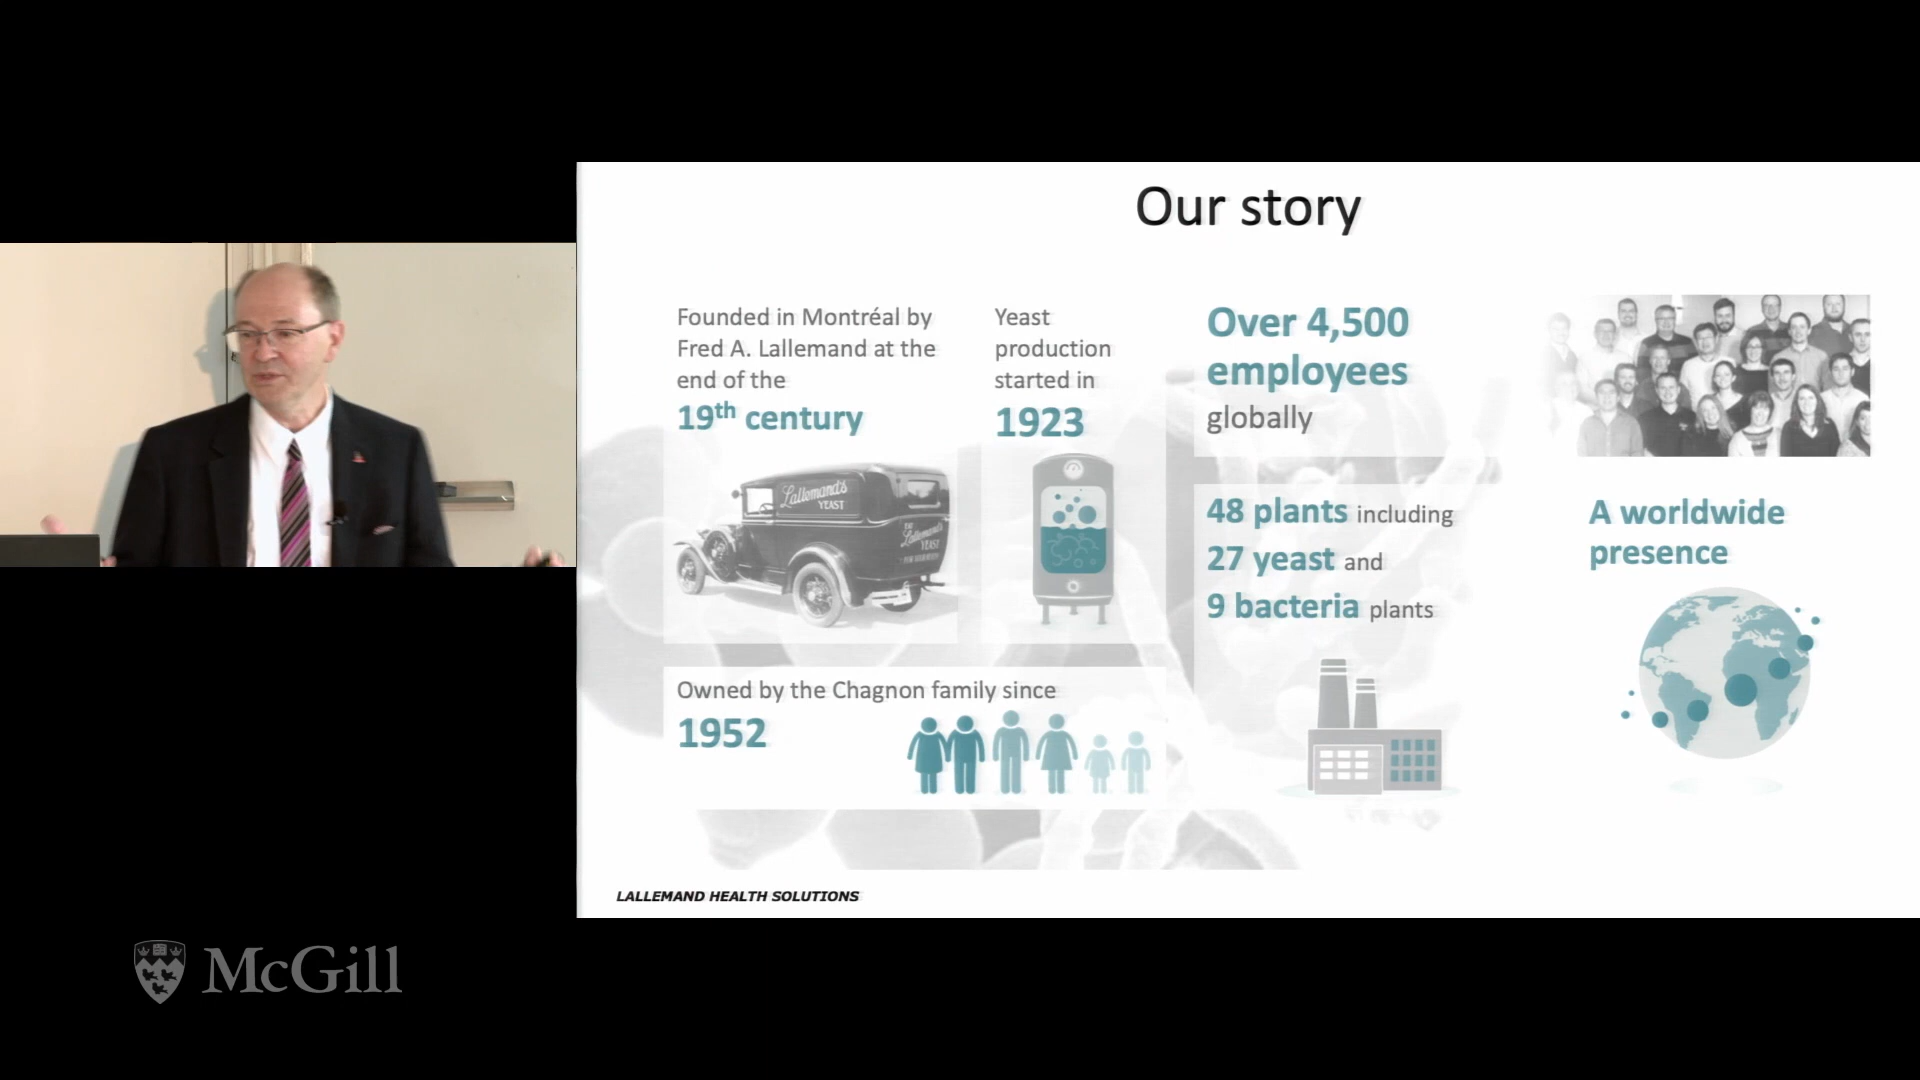 Our story
Founded in Montréal by
Fred A. Lallemand at the
end of the
19th century
Yeast
production
started in
1923
Over 4,500
employees
globally
Lallemand's
YEAST
Lallemand's
YEAST
48 plants including
27 yeast and
9 bacteria plants
A worldwide
presence
Owned by the Chagnon family since
1952
LALLEMAND HEALTH SOLUTIONS
McGill